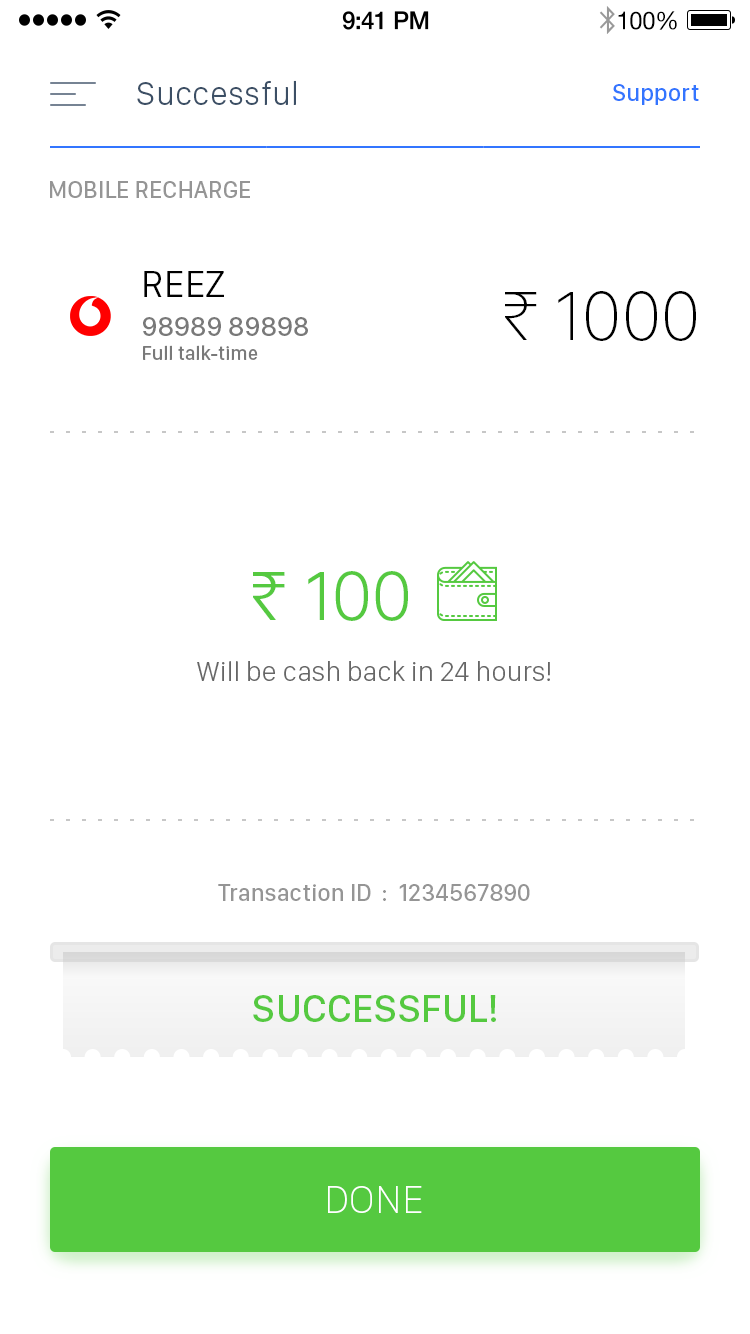 9:41 PM
100%
Successful
Support
MOBILE RECHARGE
REEZ
98989 89898
Full talk-time
₹ 1000
₹ 100
Will be cash back in 24 hours!
Transaction ID : 1234567890
SUCCESSFUL!
DONE